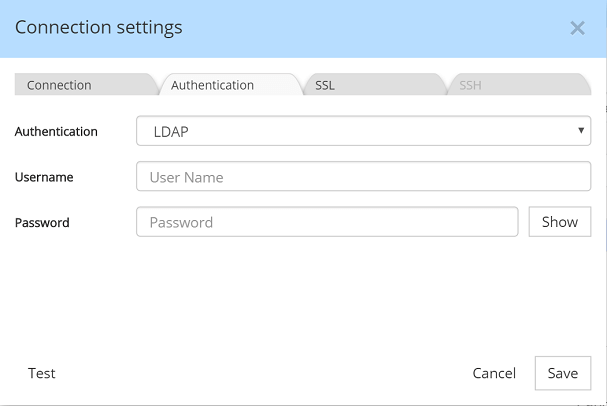 Connection settings
Connection Authentication SSL SSH
Authentication LDAP
Username User Name
Password Password Show
Test Cancel Save